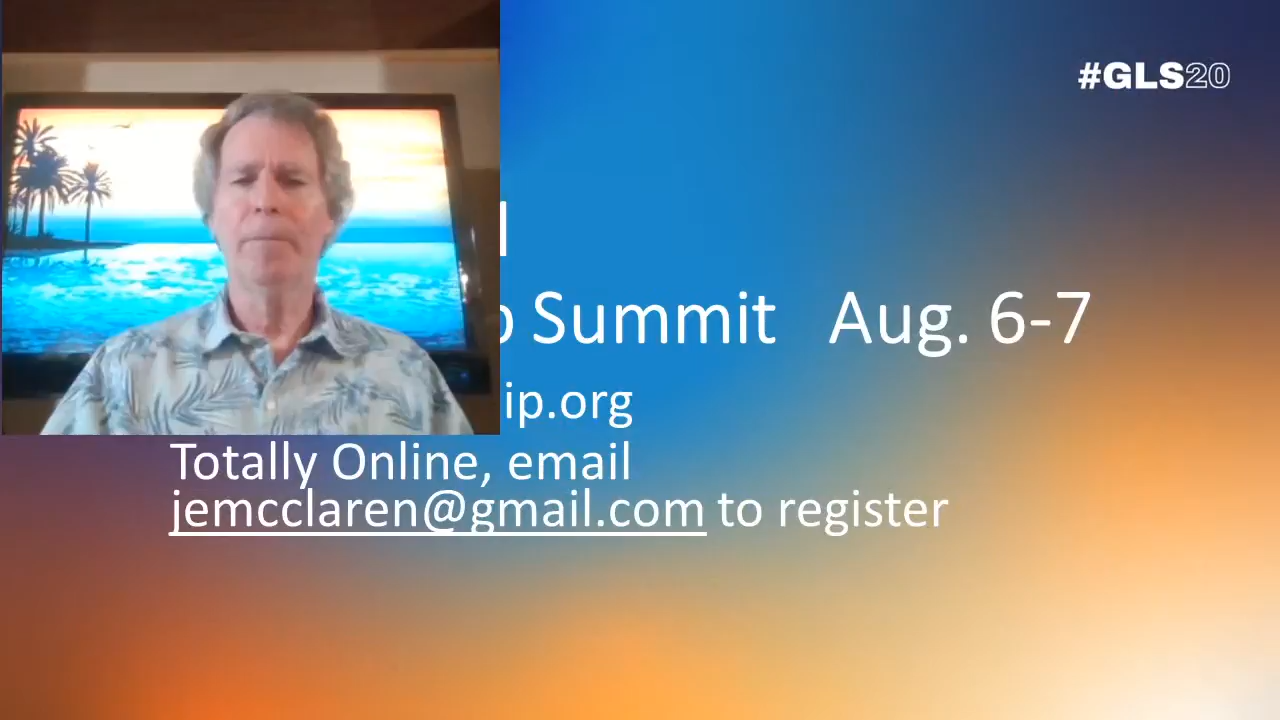 #GLS20
Summit Aug. 6-7
ip.org
Totally Online, email
jemcclaren@gmail.com to register